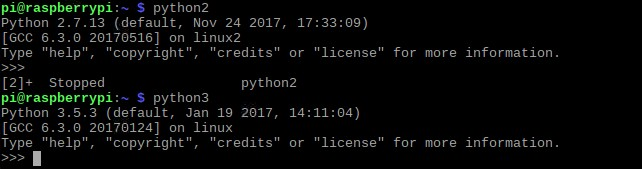 pi@raspberrypi:~ $ python2
Python 2.7.13 (default, Nov 24 2017, 17:33:09)
[GCC 6.3.0 20170516] on linux2
Type "help", "copyright", "credits" or "license" for more information.
>>>
[2]+  Stopped                 python2
pi@raspberrypi:~ $ python3
Python 3.5.3 (default, Jan 19 2017, 14:11:04)
[GCC 6.3.0 20170124] on linux
Type "help", "copyright", "credits" or "license" for more information.
>>>